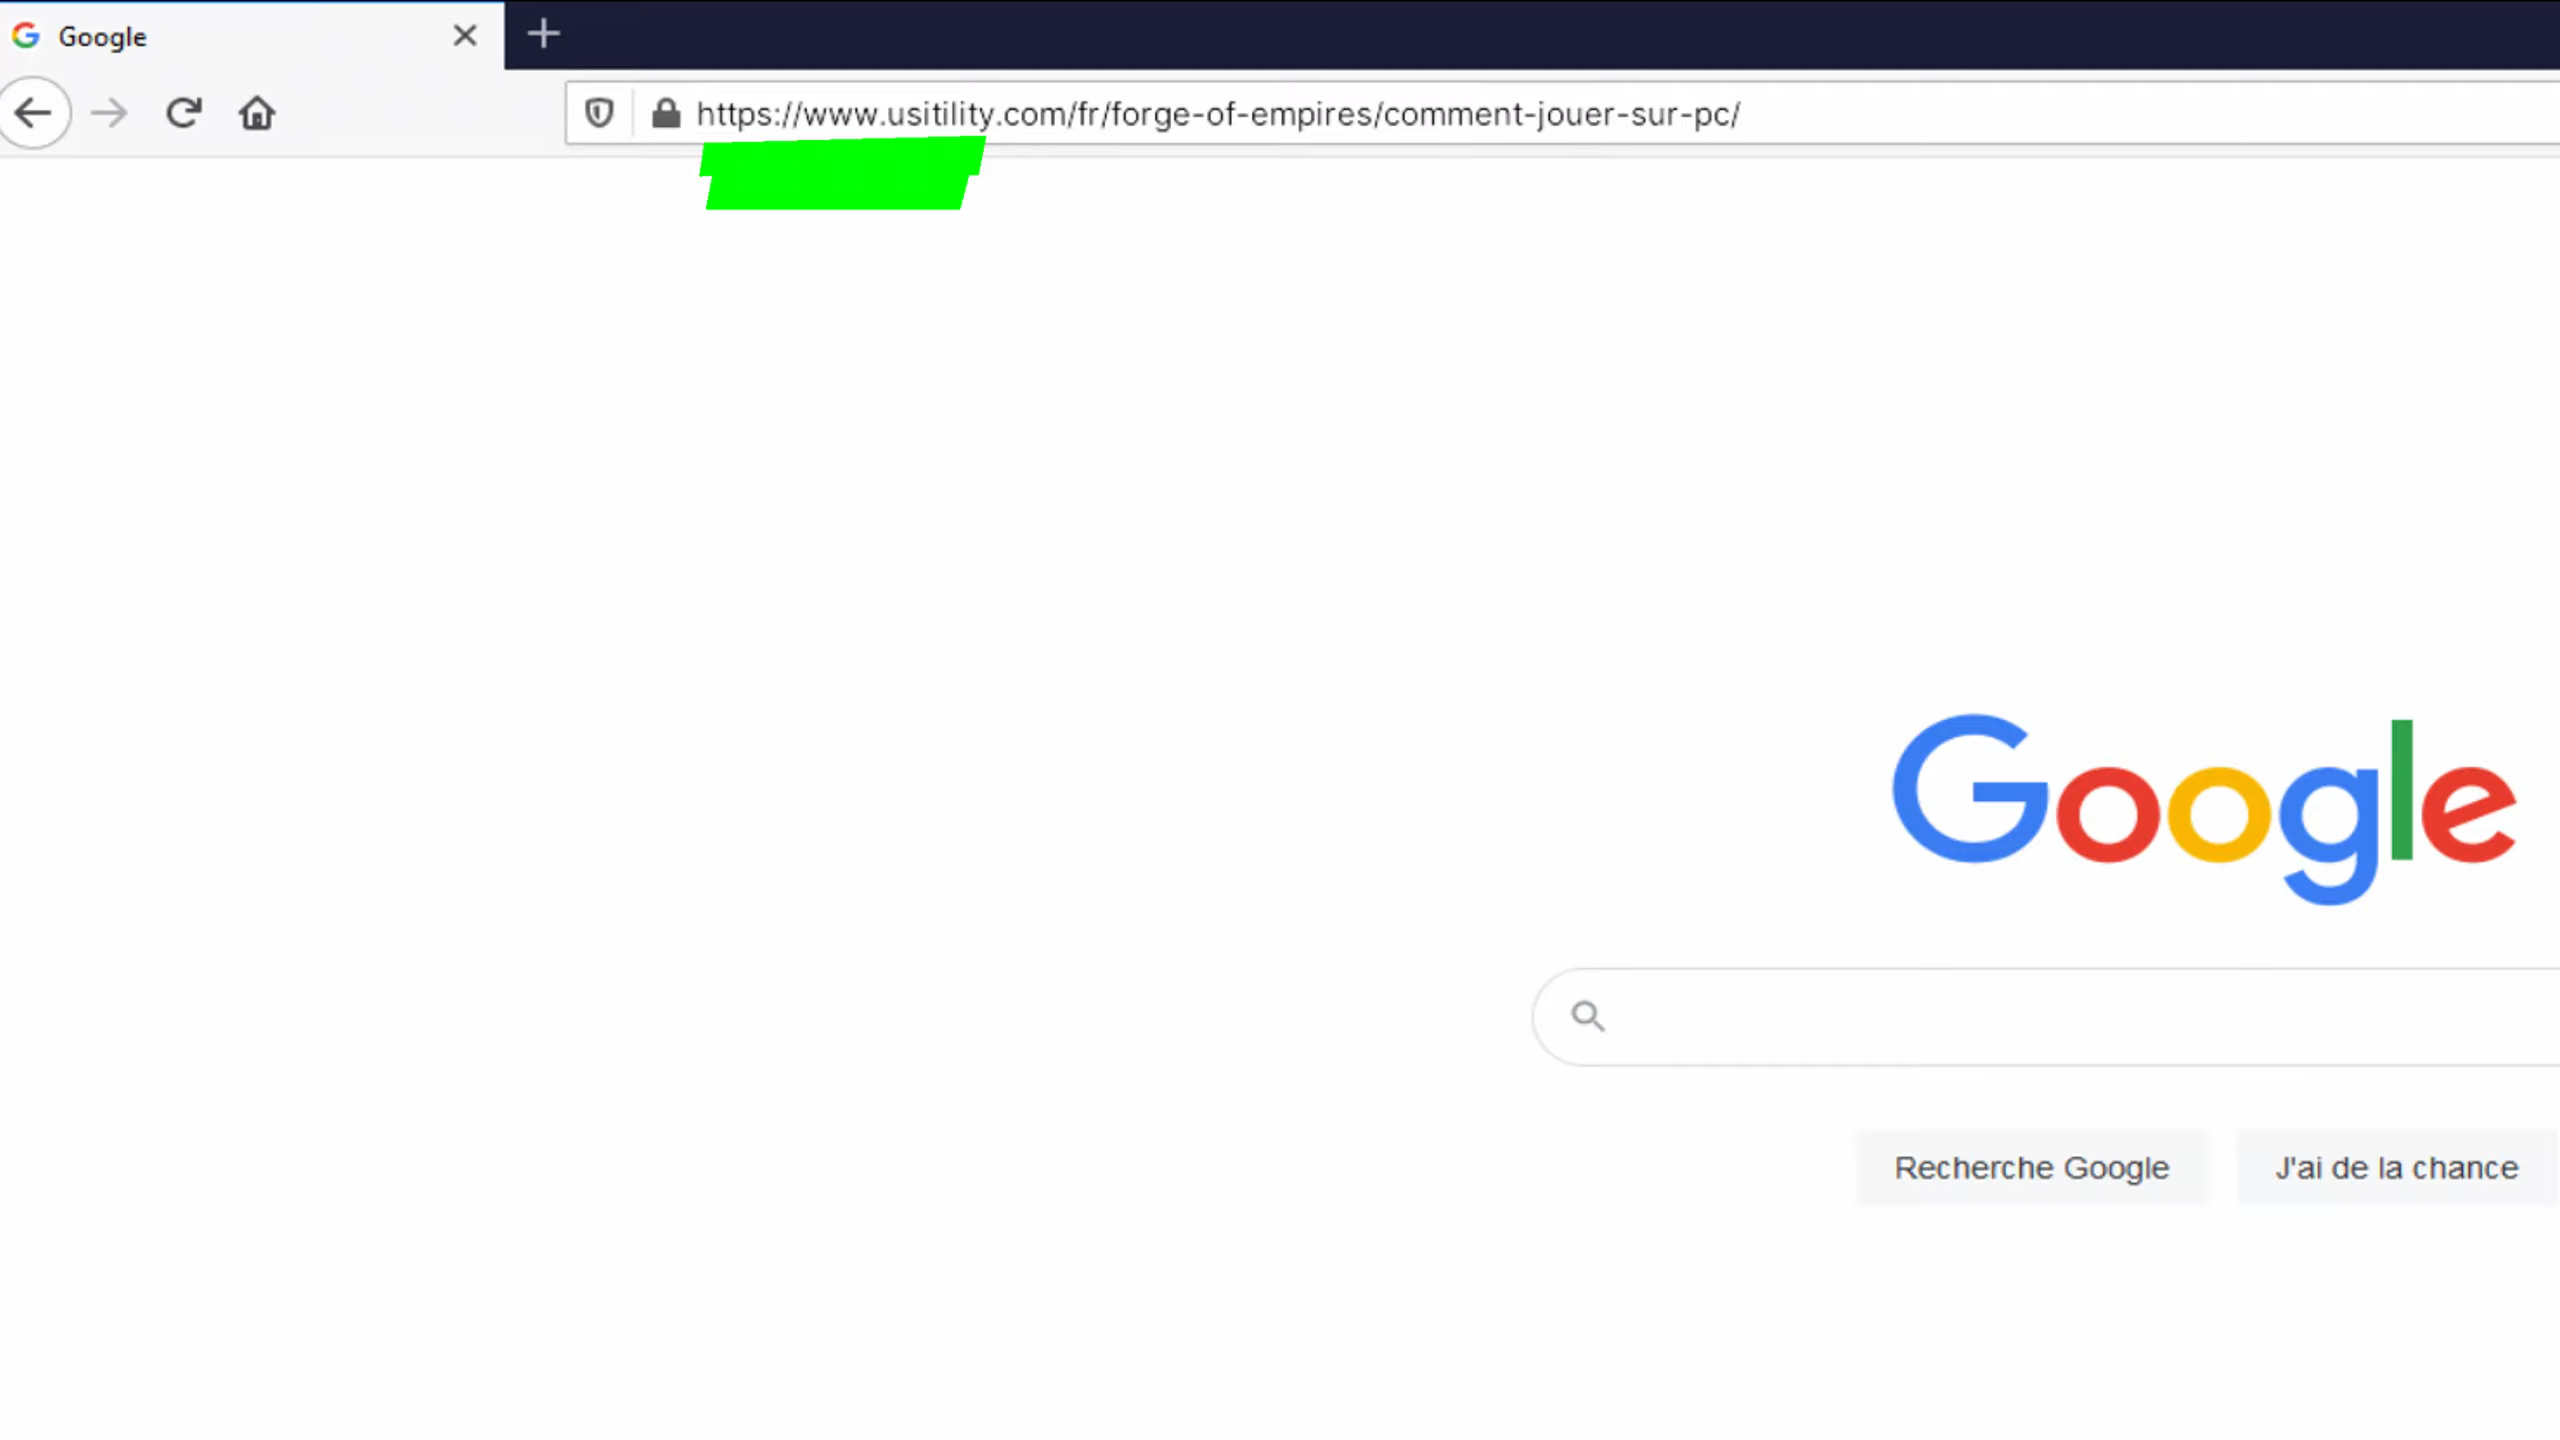 Google
https://www.usitility.com/fr/forge-of-empires/comment-jouer-sur-pc/
Google
Recherche Google
J'ai de la chance